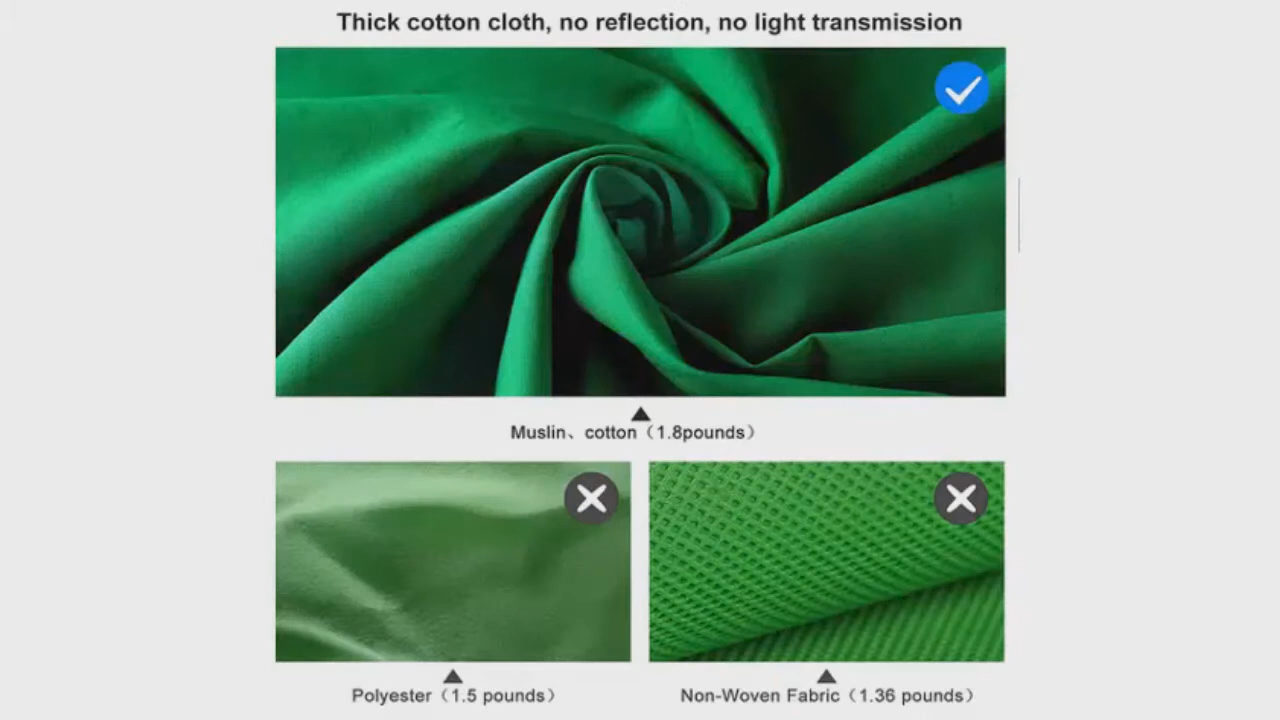 Thick cotton cloth, no reflection, no light transmission
Muslin、cotton（1.8pounds）
Polyester（1.5 pounds）
Non-Woven Fabric（1.36 pounds）